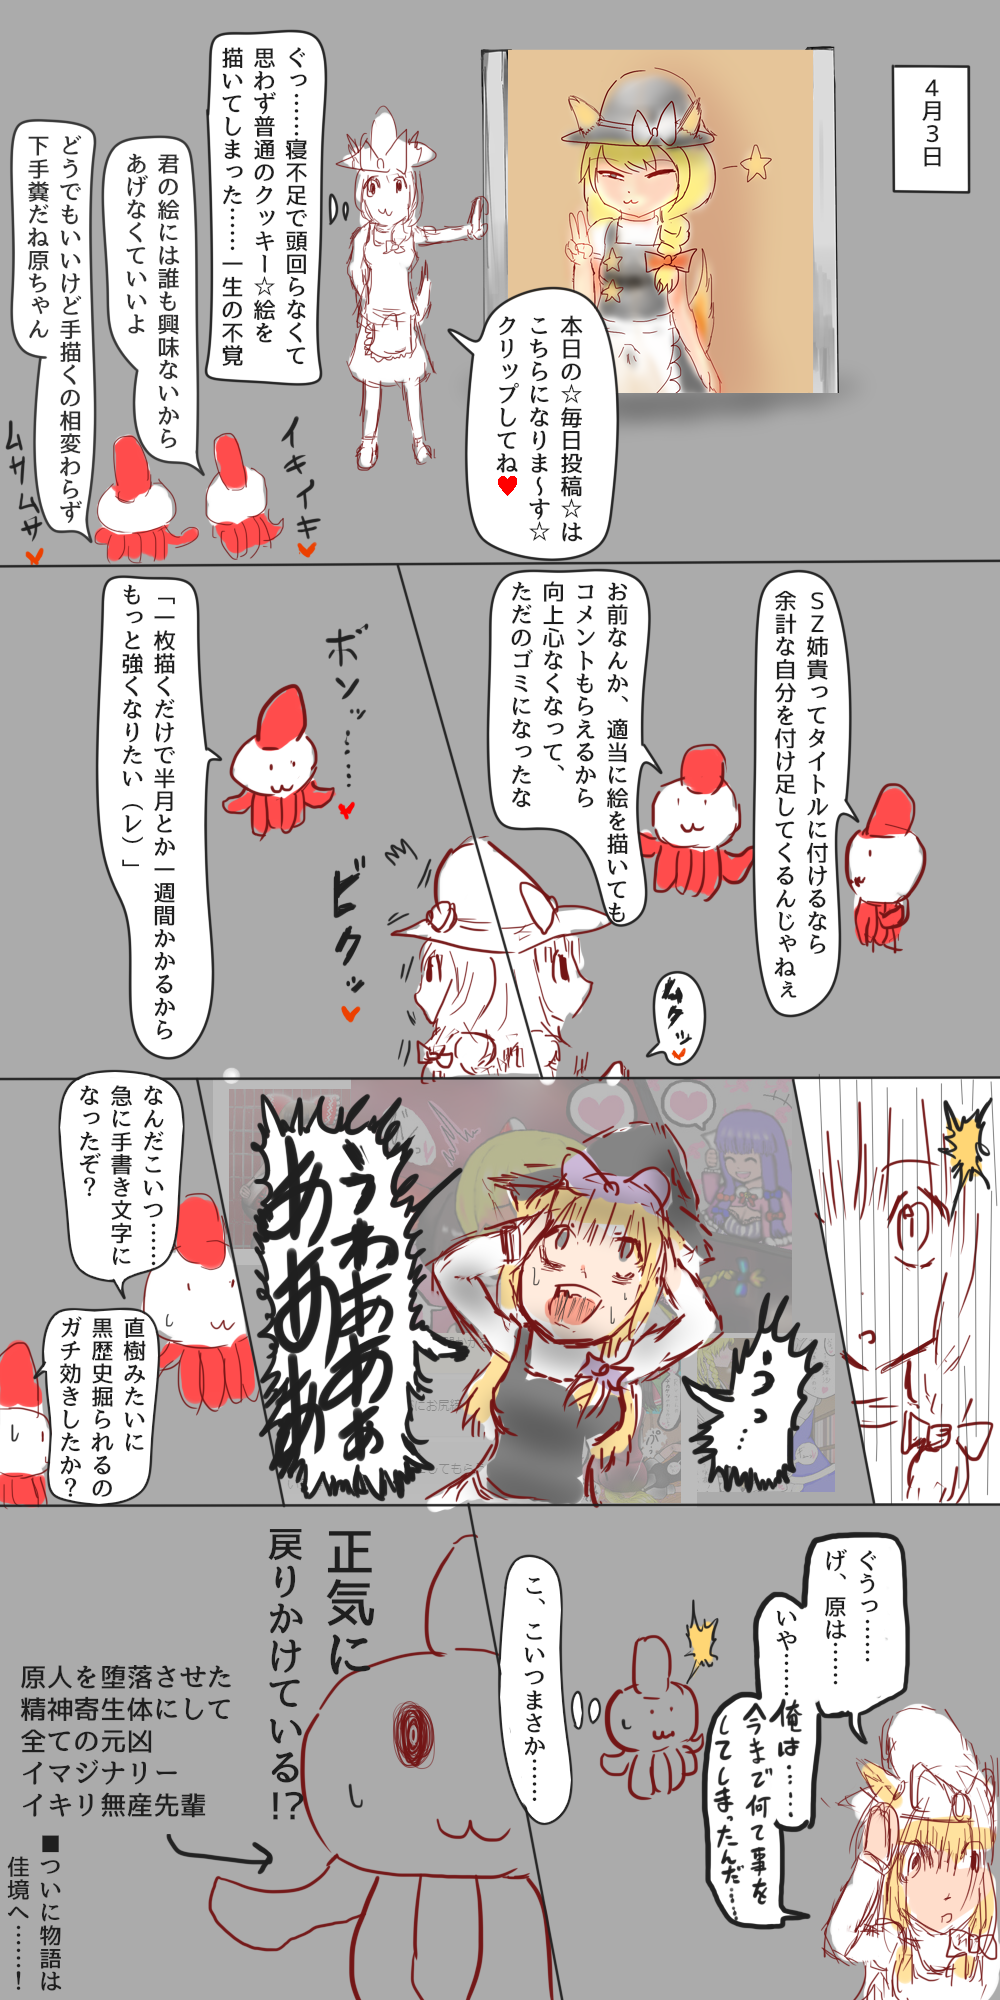 4月3日
本日の☆毎日投稿☆は
こちらになりま～す☆
クリップしてね♥
ぐっ……寝不足で頭回らなくて
思わず普通のクッキー☆絵を
描いてしまった……一生の不覚
君の絵には誰も興味ないから
あげなくていいよ
どうでもいいけど手描くの相変わらず
下手糞だね原ちゃん
イキイキ♥
ムサムサ♥
SZ姉貴ってタイトルに付けるなら
余計な自分を付け足してくるんじゃねぇ
お前なんか、適当に絵を描いても
コメントもらえるから
向上心なくなって、
ただのゴミになったな
ムクッ♥
ボソッ……♥
「一枚描くだけで半月とか一週間かかるから
もっと強くなりたい（レ）」
ビクッ♥
うっ…
うわああああぁ
ああああ
なんだこいつ……
急に手書き文字に
なったぞ？
直樹みたいに
黒歴史掘られるの
ガチ効きしたか？
ぐうっ……
げ、原は……
いや……
俺は……
今まで何て事を
してしまったんだ……
こ、こいつまさか……
正気に
戻りかけている!?
原人を堕落させた
精神寄生体にして
全ての元凶
イマジナリー
イキリ無産先輩
■ついに物語は
佳境へ……！